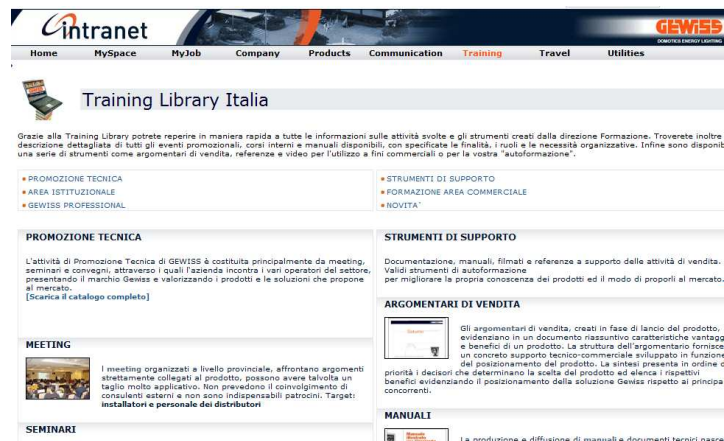 intranet
GEWISS
DOMOTICS ENERGY LIGHTING
Home MySpace MyJob Company Products Communication Training Travel Utilities
Training Library Italia
Grazie alla Training Library potrete reperire in maniera rapida a tutte le informazioni sulle attività svolte e gli strumenti creati dalla direzione Formazione. Troverete inoltre
descrizione dettagliata di tutti gli eventi promozionali, corsi interni e manuali disponibili, con specificate le finalità, i ruoli e le necessità organizzative. Infine sono disponib
una serie di strumenti come argomentari di vendita, referenze e video per l'utilizzo a fini commerciali o per la vostra "autoformazione".
PROMOZIONE TECNICA
AREA ISTITUZIONALE
GEWISS PROFESSIONAL
STRUMENTI DI SUPPORTO
FORMAZIONE AREA COMMERCIALE
NOVITA`
PROMOZIONE TECNICA
L'attività di Promozione Tecnica di GEWISS è costituita principalmente da meeting,
seminari e convegni, attraverso i quali l'azienda incontra i vari operatori del settore,
presentando il marchio Gewiss e valorizzando i prodotti e le soluzioni che propone
al mercato.
[Scarica il catalogo completo]
MEETING
I meeting organizzati a livello provinciale, affrontano argomenti
strettamente collegati al prodotto, possono avere talvolta un
taglio molto applicativo. Non prevedono il coinvolgimento di
consulenti esterni e non sono indispensabili patrocini. Target:
installatori e personale dei distributori
SEMINARI
STRUMENTI DI SUPPORTO
Documentazione, manuali, filmati e referenze a supporto delle attività di vendita.
Validi strumenti di autoformazione
per migliorare la propria conoscenza dei prodotti ed il modo di proporli al mercato.
ARGOMENTARI DI VENDITA
Gli argomentari di vendita, creati in fase di lancio del prodotto,
evidenziano in un documento riassuntivo caratteristiche vantagg
e benefici di un prodotto. La struttura dell'argomentario fornisce
un concreto supporto tecnico-commerciale sviluppato in funzione
del posizionamento del prodotto. La sintesi presenta in ordine d
priorità i decisori che determinano la scelta del prodotto ed elenca i rispettivi
benefici evidenziando il posizionamento della soluzione Gewiss rispetto ai principa
concorrenti.
MANUALI
La produzione e diffusione di manuali e documenti tecnici nasce